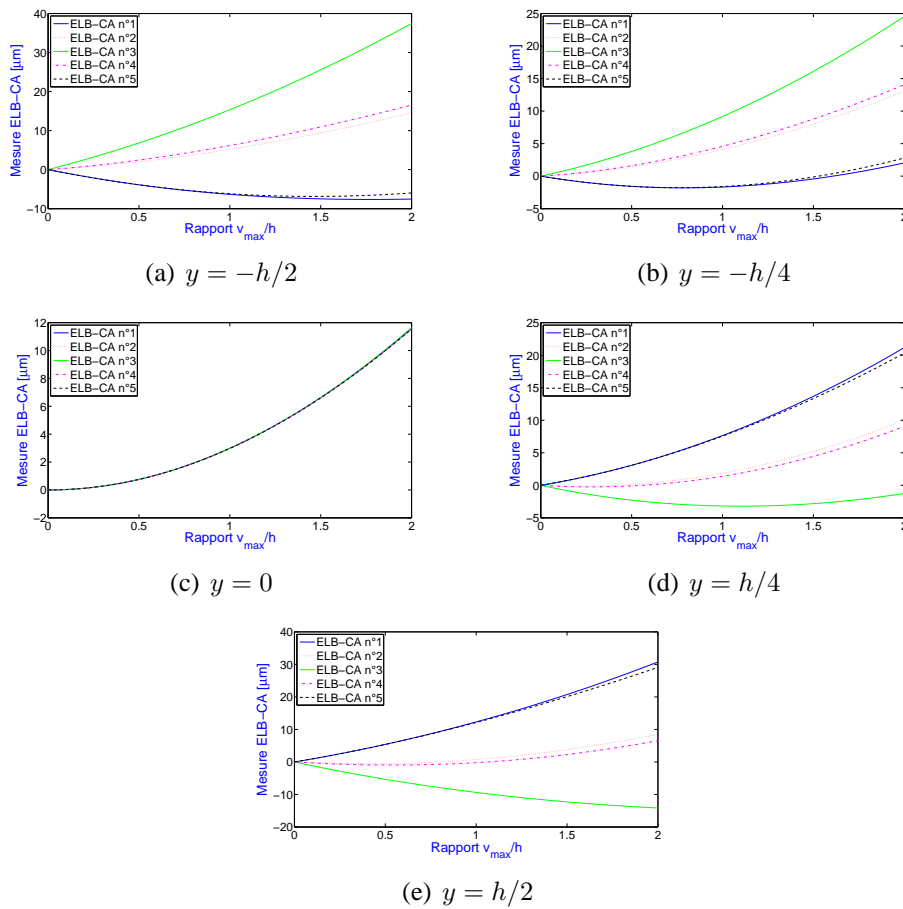 40
30
20
10
0
−10
0
0.5
1
1.5
2
Mesure ELB−CA [µm]
Rapport v_max/h
ELB−CA n°1
ELB−CA n°2
ELB−CA n°3
ELB−CA n°4
ELB−CA n°5
(a) y = −h/2
25
20
15
10
5
0
−5
0
0.5
1
1.5
2
Mesure ELB−CA [µm]
Rapport v_max/h
ELB−CA n°1
ELB−CA n°2
ELB−CA n°3
ELB−CA n°4
ELB−CA n°5
(b) y = −h/4
12
10
8
6
4
2
0
−2
0
0.5
1
1.5
2
Mesure ELB−CA [µm]
Rapport v_max/h
ELB−CA n°1
ELB−CA n°2
ELB−CA n°3
ELB−CA n°4
ELB−CA n°5
(c) y = 0
25
20
15
10
5
0
−5
0
0.5
1
1.5
2
Mesure ELB−CA [µm]
Rapport v_max/h
ELB−CA n°1
ELB−CA n°2
ELB−CA n°3
ELB−CA n°4
ELB−CA n°5
(d) y = h/4
40
30
20
10
0
−10
−20
0
0.5
1
1.5
2
Mesure ELB−CA [µm]
Rapport v_max/h
ELB−CA n°1
ELB−CA n°2
ELB−CA n°3
ELB−CA n°4
ELB−CA n°5
(e) y = h/2